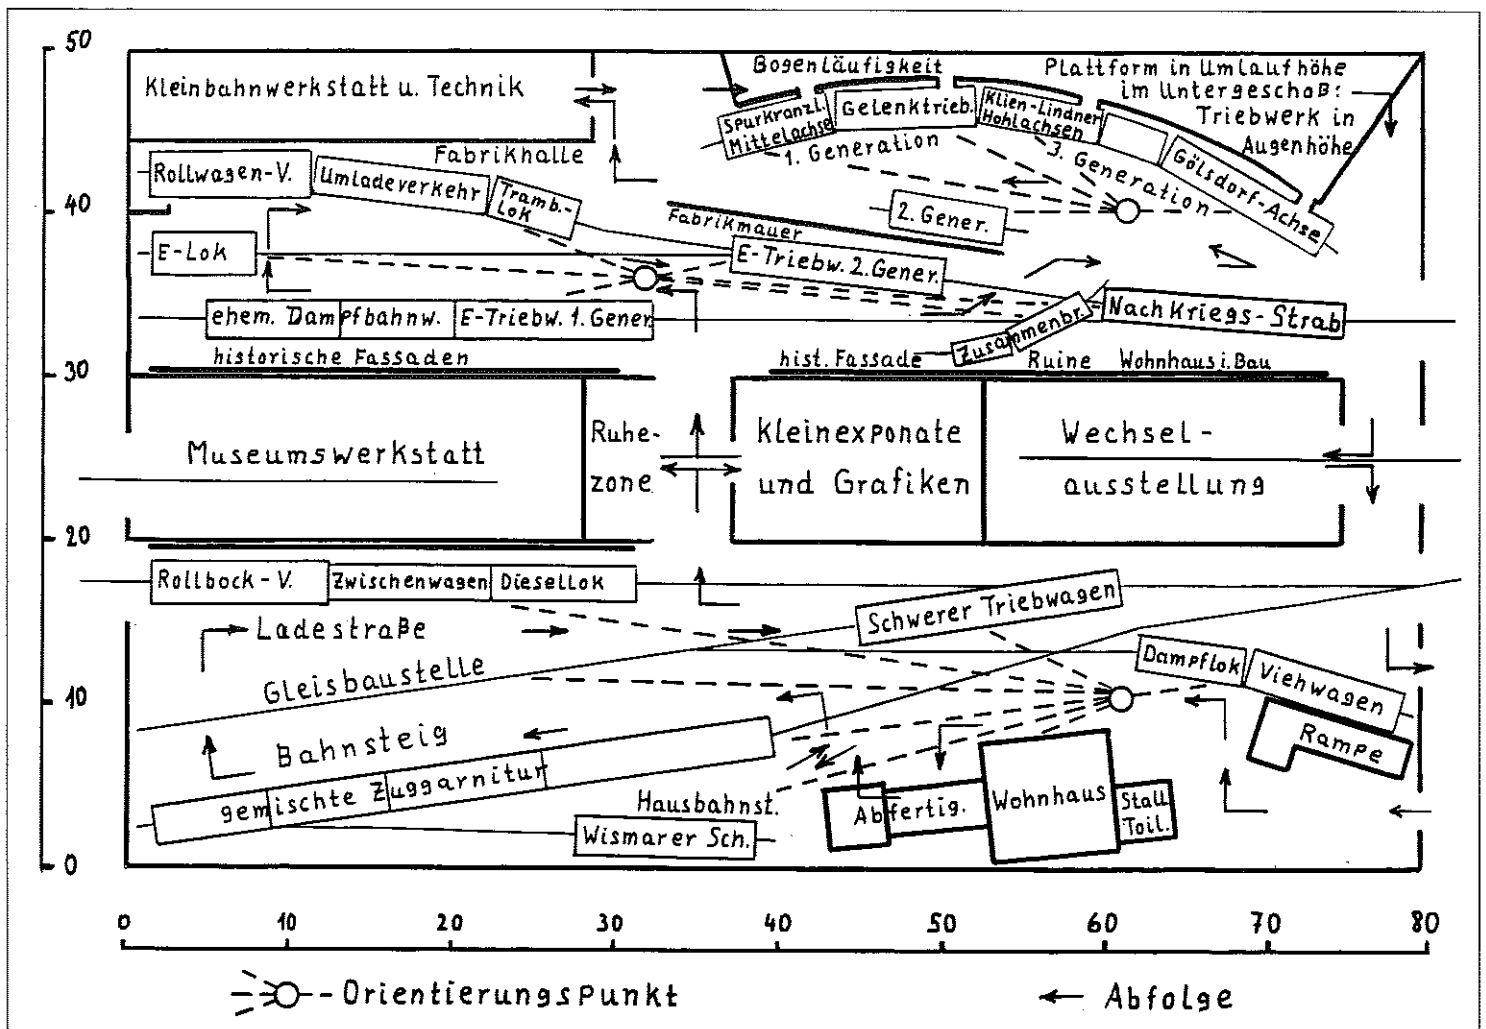 50
Kleinbahnwerkstatt u. Technik
Bogenläufigkeit
Plattform in Umlaufhöhe
im Untergeschoß:
Triebwerk in
Augenhöhe
Spurkranzl.
Mittelachse
Gelenktrieb.
Klien-Lindner
Hohlachsen
Gölsdorf-Achse
1. Generation
3. Generation
Fabrikhalle
Rollwagen-V.
Umladeverkehr
Tramb.-
Lok
40
2. Gener.
Fabrikmauer
E-Lok
E-Triebw. 2. Gener.
ehem. Dampfbahnw.
E-Triebw. 1. Gener.
Zusammenbr.
Nachkriegs-Strab
historische Fassaden
hist. Fassade
Ruine
Wohnhaus i. Bau
30
Museumswerkstatt
Ruhe-
zone
Kleinexponate
und Grafiken
Wechsel-
ausstellung
20
Rollbock-V.
Zwischenwagen
Diesellok
Schwerer Triebwagen
Ladestraße
Gleisbaustelle
Dampflok
Viehwagen
10
Bahnsteig
Rampe
gemischte Zuggarnitur
Hausbahnst.
Abfertig.
Wohnhaus
Stall
Toil.
Wismarer Sch.
0
0 10 20 30 40 50 60 70 80
Orientierungspunkt
Abfolge